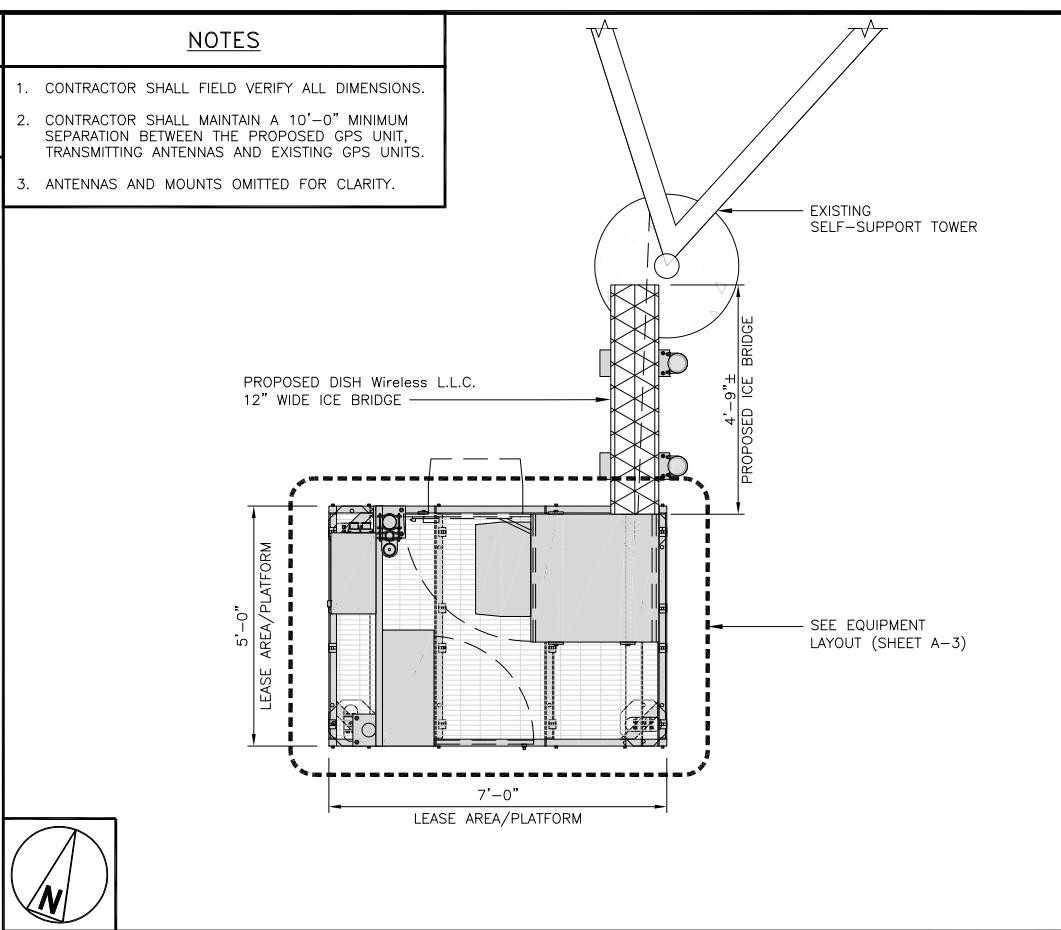 NOTES
1. CONTRACTOR SHALL FIELD VERIFY ALL DIMENSIONS.
2. CONTRACTOR SHALL MAINTAIN A 10'-0" MINIMUM
SEPARATION BETWEEN THE PROPOSED GPS UNIT,
TRANSMITTING ANTENNAS AND EXISTING GPS UNITS.
3. ANTENNAS AND MOUNTS OMITTED FOR CLARITY.
EXISTING
SELF-SUPPORT TOWER
PROPOSED DISH Wireless L.L.C.
12" WIDE ICE BRIDGE
4'-9"±
PROPOSED ICE BRIDGE
5'-0"
LEASE AREA/PLATFORM
SEE EQUIPMENT
LAYOUT (SHEET A-3)
7'-0"
LEASE AREA/PLATFORM
N